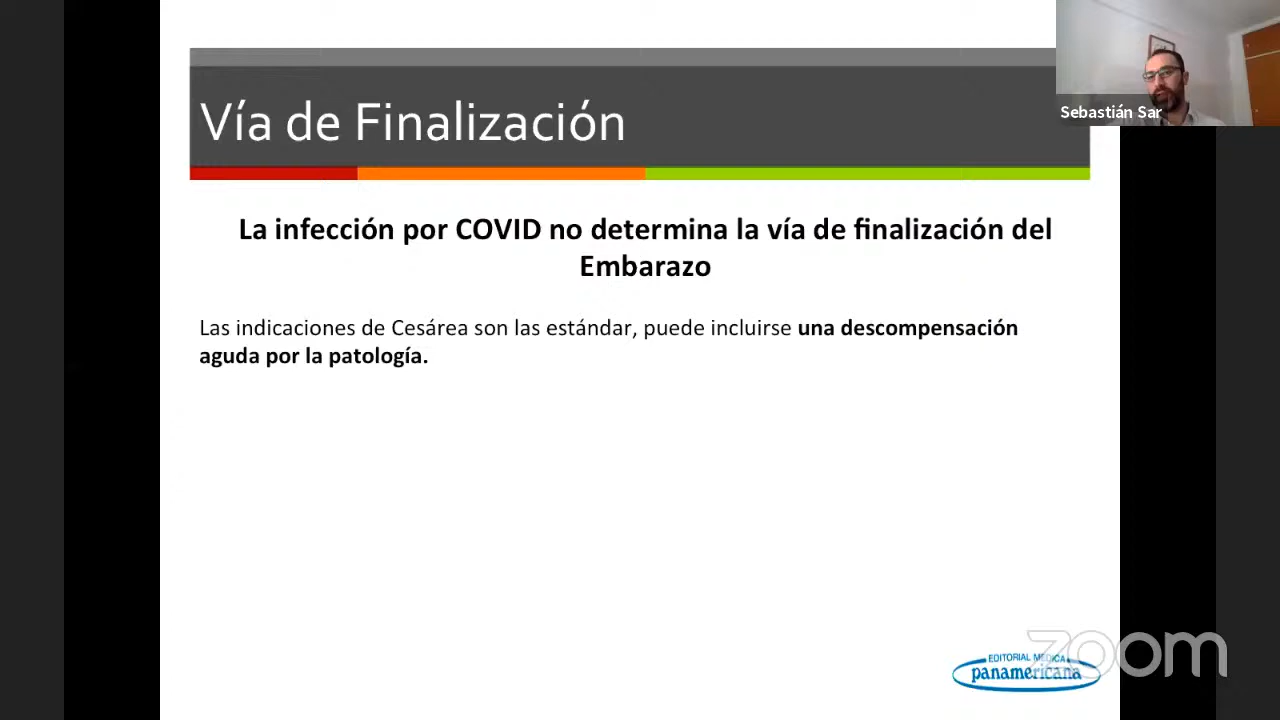 Vía de Finalización
Sebastián Sar
La infección por COVID no determina la vía de finalización del
Embarazo
Las indicaciones de Cesárea son las estándar, puede incluirse una descompensación
aguda por la patología.
EDITORIAL MEDICA
panamericana
zoom